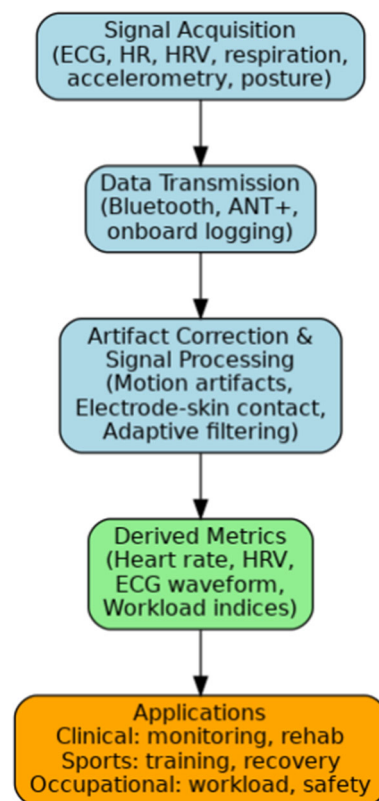 Signal Acquisition
(ECG, HR, HRV, respiration,
accelerometry, posture)
Data Transmission
(Bluetooth, ANT+,
onboard logging)
Artifact Correction &
Signal Processing
(Motion artifacts,
Electrode-skin contact,
Adaptive filtering)
Derived Metrics
(Heart rate, HRV,
ECG waveform,
Workload indices)
Applications
Clinical: monitoring, rehab
Sports: training, recovery
Occupational: workload, safety